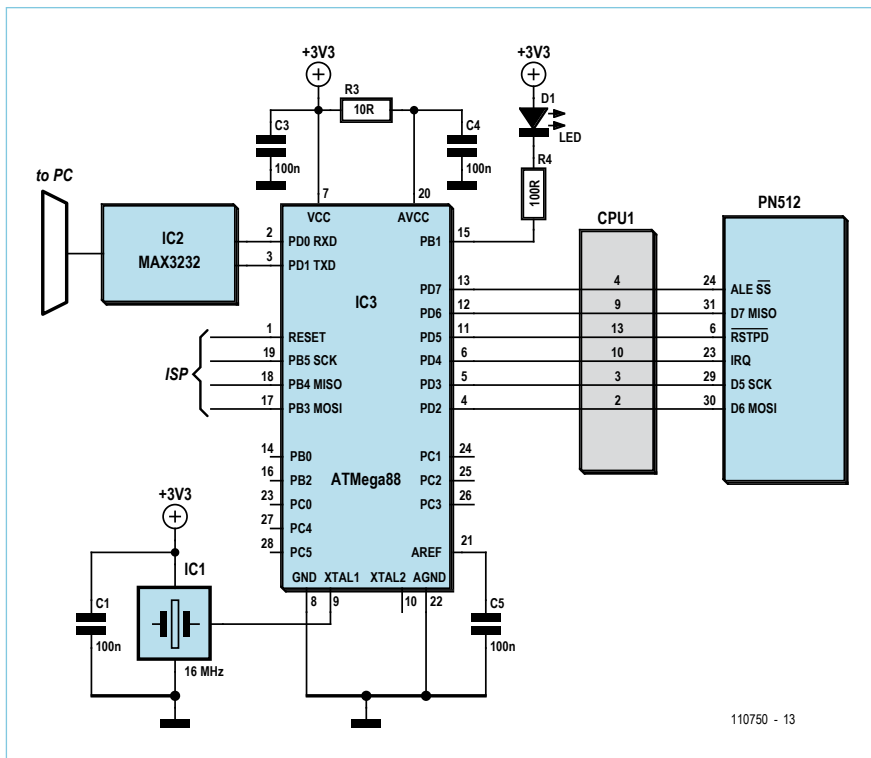 +3V3
+3V3
R3
10R
D1
LED
C3
100n
C4
100n
R4
100R
to PC
7
VCC
20
AVCC
CPU1
PN512
IC2
MAX3232
2
PD0 RXD
3
PD1 TXD
PB1
15
IC3
PD7
13
4
24
ALE SS
PD6
12
9
31
D7 MISO
PD5
11
13
6
RSTPD
PD4
6
10
23
IRQ
PD3
5
3
29
D5 SCK
PD2
4
2
30
D6 MOSI
ISP
1
RESET
19
PB5 SCK
18
PB4 MISO
17
PB3 MOSI
14
PB0
16
PB2
23
PC0
27
PC4
28
PC5
ATMega88
PC1
24
PC2
25
PC3
26
AREF
21
GND
XTAL1
XTAL2
AGND
8
9
10
22
+3V3
IC1
C1
100n
16 MHz
C5
100n
110750 - 13